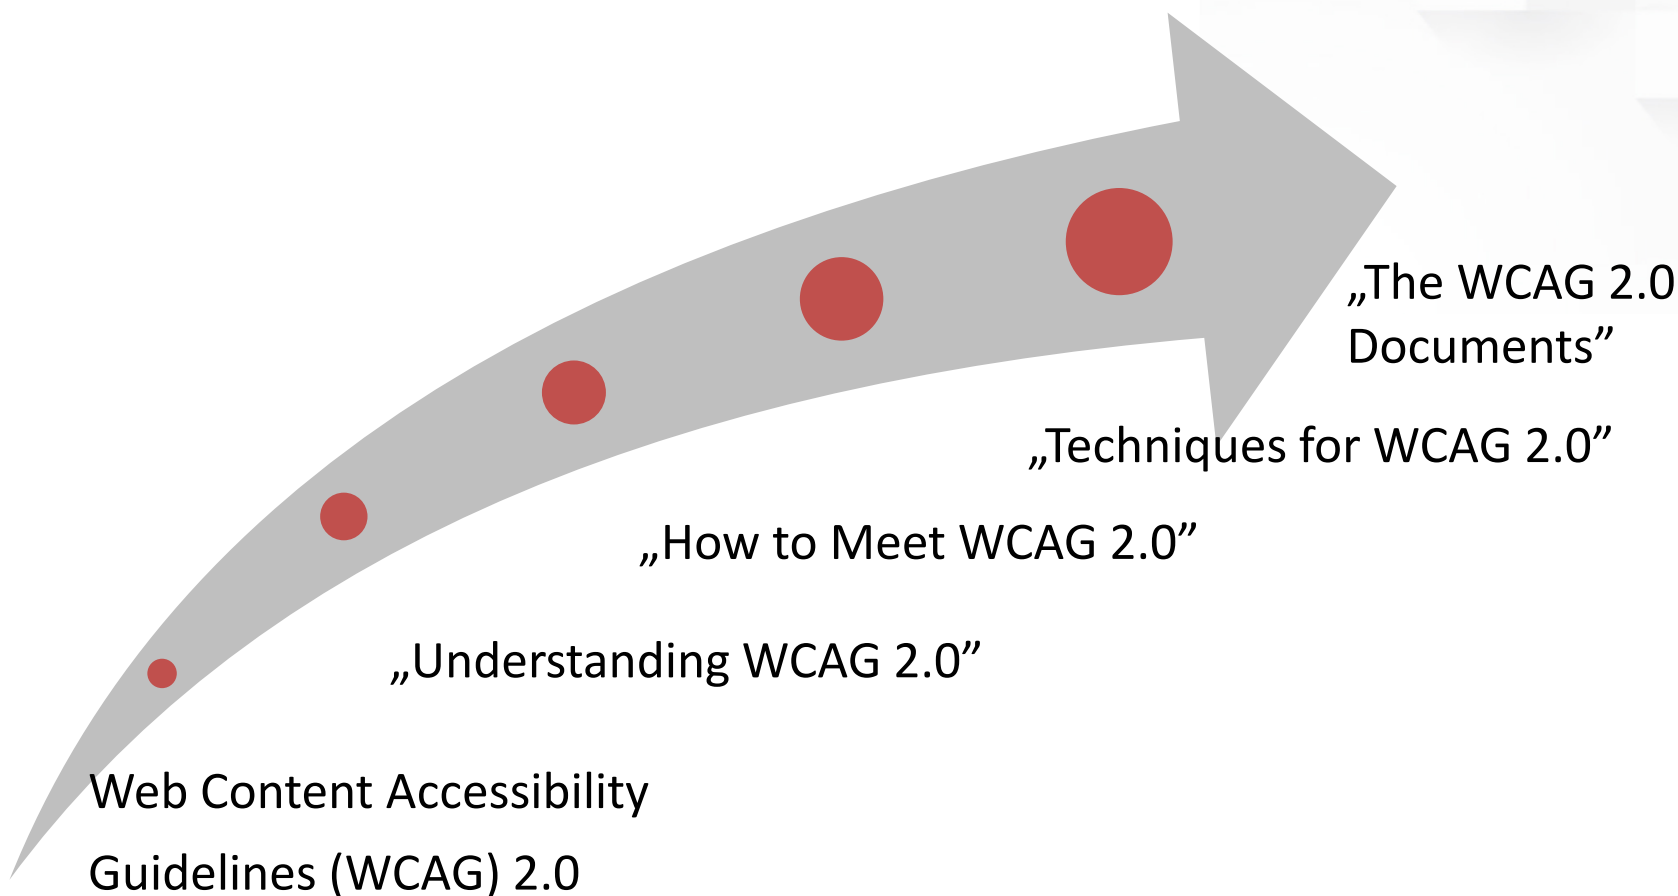 „The WCAG 2.0
Documents”
„Techniques for WCAG 2.0”
„How to Meet WCAG 2.0”
„Understanding WCAG 2.0”
Web Content Accessibility
Guidelines (WCAG) 2.0